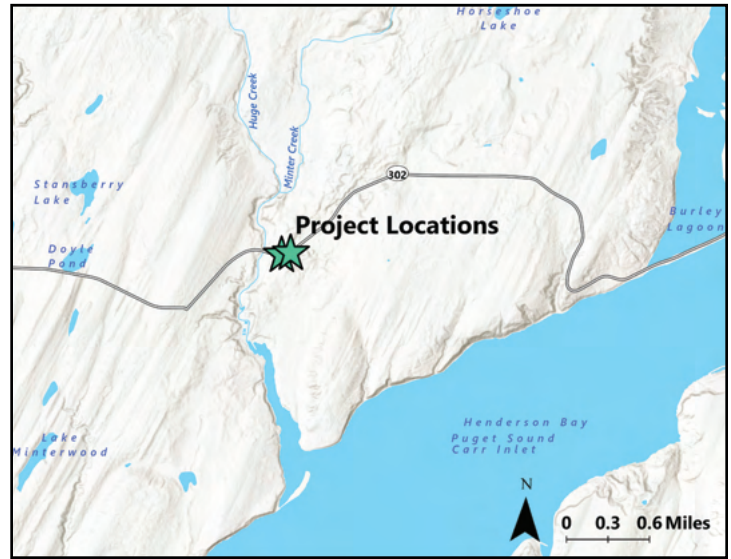 Horseshoe
Lake
Huge Creek
Minter Creek
302
Stansberry
Lake
Project Locations
Burley
Lagoon
Doyle
Pond
Henderson Bay
Puget Sound
Carr Inlet
Lake
Minterwood
N
0 0.3 0.6 Miles